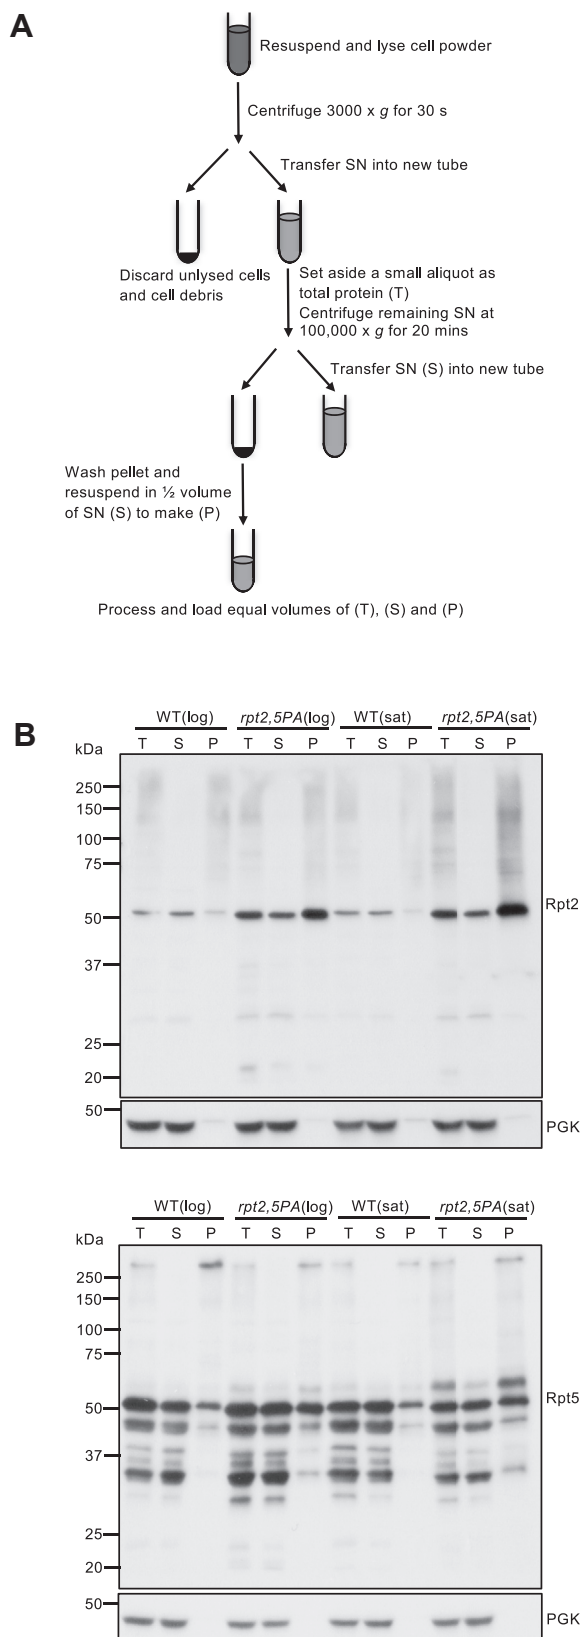 A
Resuspend and lyse cell powder
Centrifuge 3000 x g for 30 s
Transfer SN into new tube
Discard unlysed cells
and cell debris
Set aside a small aliquot as
total protein (T)
Centrifuge remaining SN at
100,000 x g for 20 mins
Transfer SN (S) into new tube
Wash pellet and
resuspend in ½ volume
of SN (S) to make (P)
Process and load equal volumes of (T), (S) and (P)
B
WT(log) rpt2,5PA(log) WT(sat) rpt2,5PA(sat)
kDa T S P T S P T S P T S P
250
150
100
75
Rpt2
50
37
25
20
50
PGK
WT(log) rpt2,5PA(log) WT(sat) rpt2,5PA(sat)
kDa T S P T S P T S P T S P
250
150
100
75
Rpt5
50
37
25
20
50
PGK